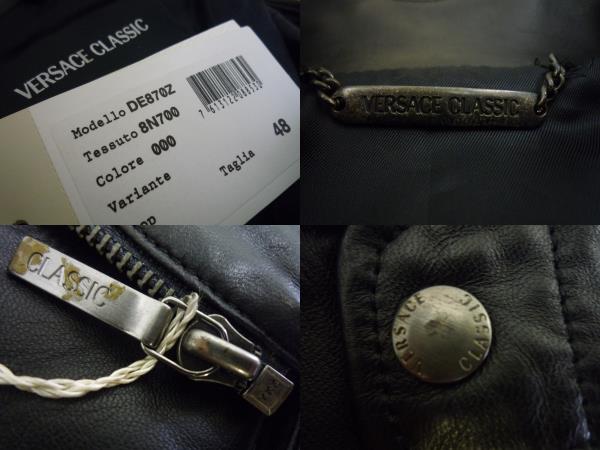 VERSACE CLASSIC
Modello DE870Z
Tessuto 8N700
Colore 000
Variante
Taglia 48
VERSACE CLASSIC
CLASSIC
VERSACE CLASSIC